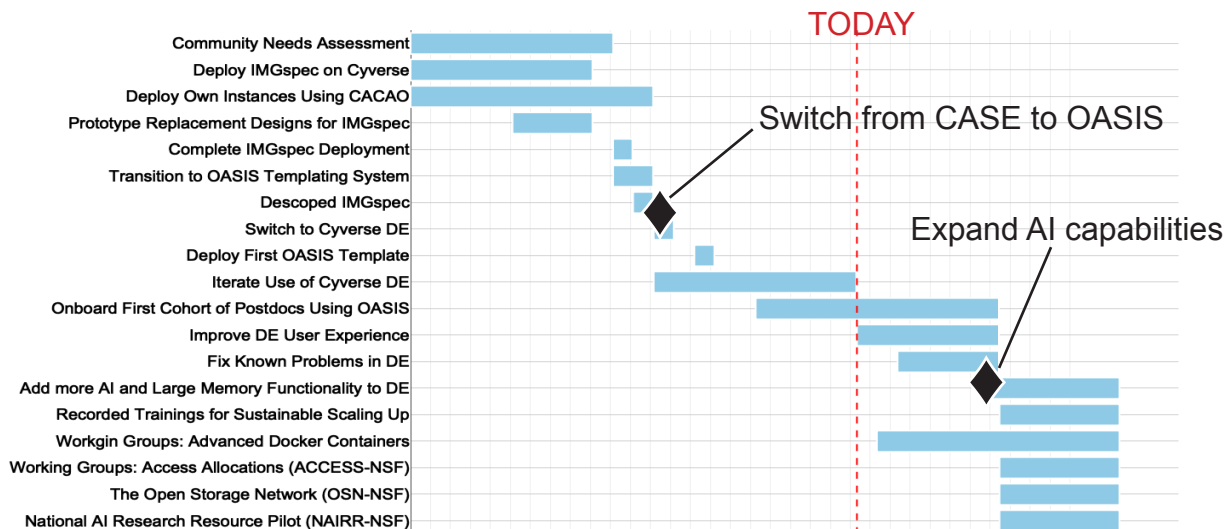 TODAY
Community Needs Assessment
Deploy IMGspec on Cyverse
Deploy Own Instances Using CACAO
Prototype Replacement Designs for IMGspec
Switch from CASE to OASIS
Complete IMGspec Deployment
Transition to OASIS Templating System
Descoped IMGspec
Switch to Cyverse DE
Expand AI capabilities
Deploy First OASIS Template
Iterate Use of Cyverse DE
Onboard First Cohort of Postdocs Using OASIS
Improve DE User Experience
Fix Known Problems in DE
Add more AI and Large Memory Functionality to DE
Recorded Trainings for Sustainable Scaling Up
Workgin Groups: Advanced Docker Containers
Working Groups: Access Allocations (ACCESS-NSF)
The Open Storage Network (OSN-NSF)
National AI Research Resource Pilot (NAIRR-NSF)